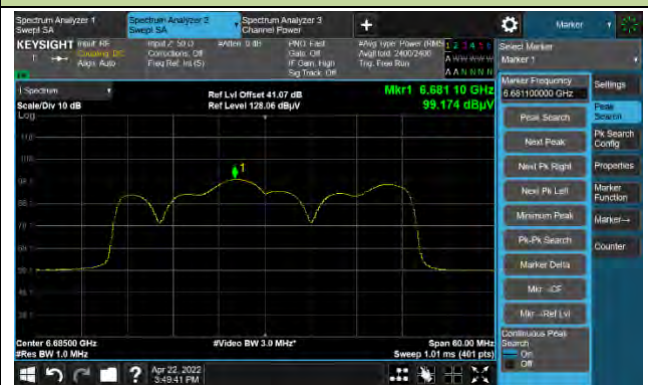 Spectrum Analyzer 1
Swept SA
Spectrum Analyzer 2
Swept SA
Spectrum Analyzer 3
Channel Power
+
Marker
KEYSIGHT
Input: RF
Coupling: DC
Align: Auto
Input Z: 50 Ω
Corrections: Off
Freq Ref: Int (S)
#Atten: 0 dB
PNO: Fast
Gate: Off
IF Gain: High
Sig Track: Off
#Avg Type: Power (RMS)
Avg|Hold: 2400/2400
Trig: Free Run
1 2 3 4 5 6
A W W W W W
A A N N N N
Select Marker
Marker 1
1 Spectrum
Scale/Div 10 dB
Log
Ref Lvl Offset 41.07 dB
Ref Level 128.06 dBµV
Mkr1 6.681 10 GHz
99.174 dBµV
1
Marker Frequency
6.681100000 GHz
Peak Search
Next Peak
Next Pk Right
Next Pk Left
Minimum Peak
Pk-Pk Search
Marker Delta
Mkr→CF
Mkr→Ref Lvl
Continuous Peak
Search
On
Off
Settings
Peak
Search
Pk Search
Config
Properties
Marker
Function
Marker→
Counter
Center 6.68500 GHz
#Res BW 1.0 MHz
#Video BW 3.0 MHz*
Span 60.00 MHz
Sweep 1.01 ms (401 pts)
?
Apr 22, 2022
3:49:41 PM